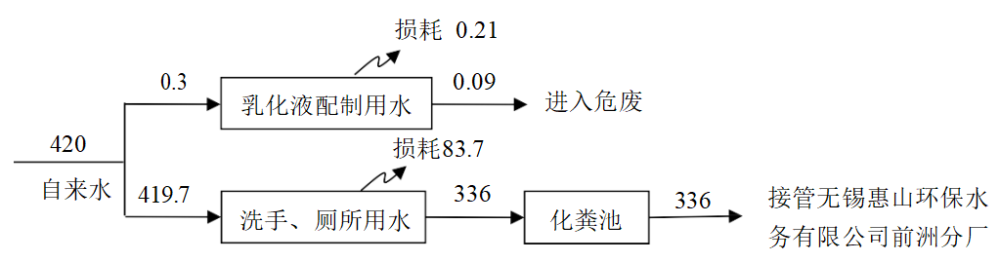 损耗 0.21
0.3
乳化液配制用水
0.09
进入危废
420
自来水
损耗83.7
419.7
洗手、厕所用水
336
化粪池
336
接管无锡惠山环保水
务有限公司前洲分厂